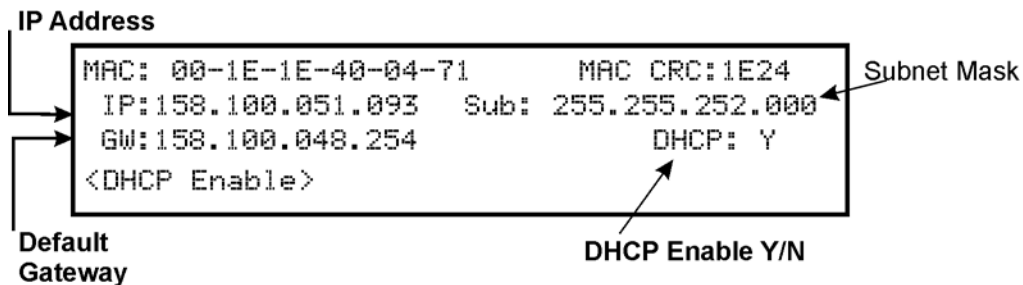 IP Address
MAC: 00-1E-1E-40-04-71 MAC CRC:1E24
Subnet Mask
IP:158.100.051.093 Sub: 255.255.252.000
GW:158.100.048.254 DHCP: Y
<DHCP Enable>
Default
Gateway
DHCP Enable Y/N